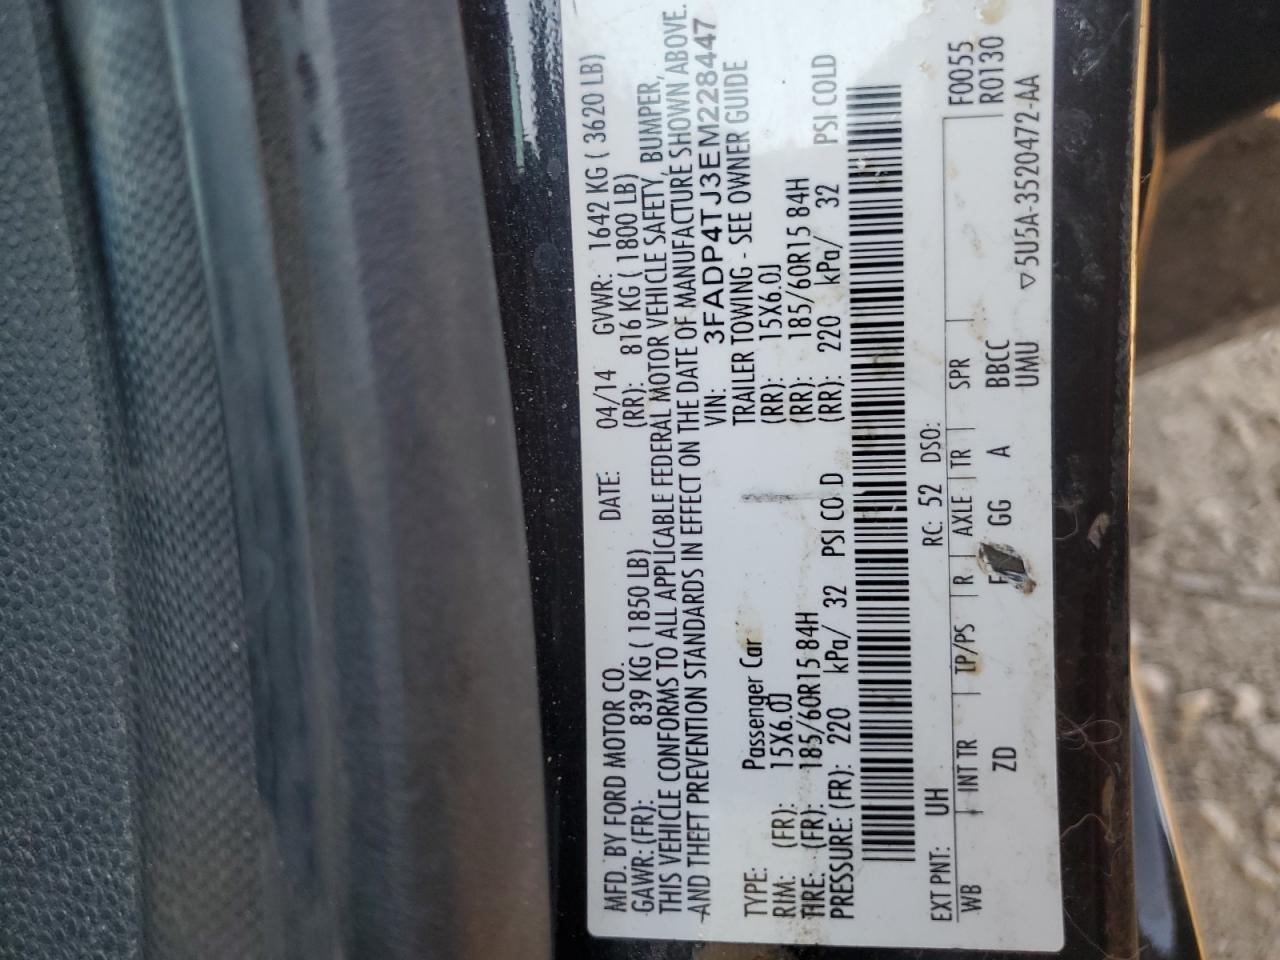 MFD. BY FORD MOTOR CO. DATE: 04/14 GVWR: 1642 KG ( 3620 LB)
GAWR: (FR): 839 KG ( 1850 LB) (RR): 816 KG ( 1800 LB)
THIS VEHICLE CONFORMS TO ALL APPLICABLE FEDERAL MOTOR VEHICLE SAFETY, BUMPER,
AND THEFT PREVENTION STANDARDS IN EFFECT ON THE DATE OF MANUFACTURE SHOWN ABOVE.
VIN: 3FADP4TJ3EM228447
TYPE: Passenger Car TRAILER TOWING - SEE OWNER GUIDE
RIM: (FR): 15X6.0J (RR): 15X6.0J
TIRE: (FR): 185/60R15 84H (RR): 185/60R15 84H
PRESSURE: (FR): 220 kPa/ 32 PSI CO D (RR): 220 kPa/ 32 PSI COLD
EXT PNT: UH RC: 52 DSO: F0055
WB INT TR TP/PS R AXLE TR SPR R0130
ZD F GG A BBCC
UMU ▽5U5A-3520472-AA